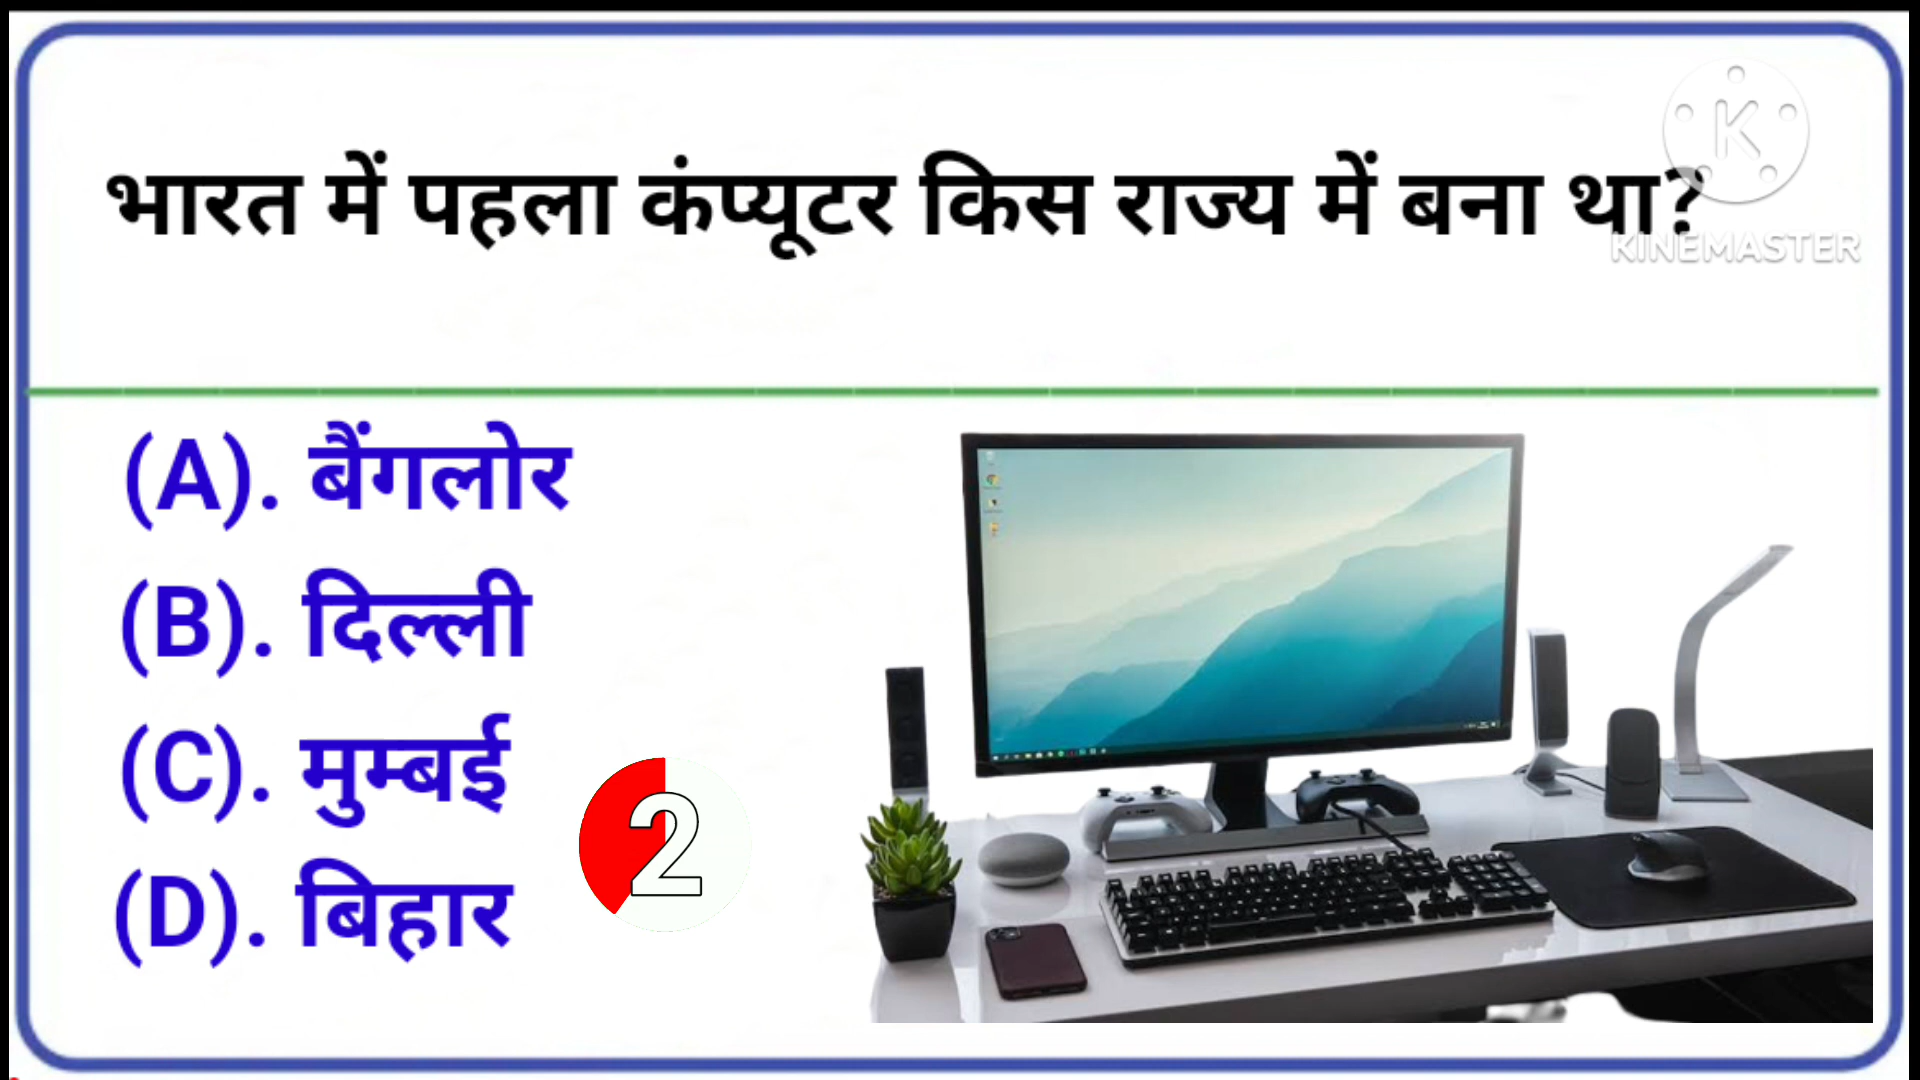 भारत में पहला कंप्यूटर किस राज्य में बना था?
K
KINEMASTER
(A). बैंगलोर
(B). दिल्ली
(C). मुम्बई
(D). बिहार
2